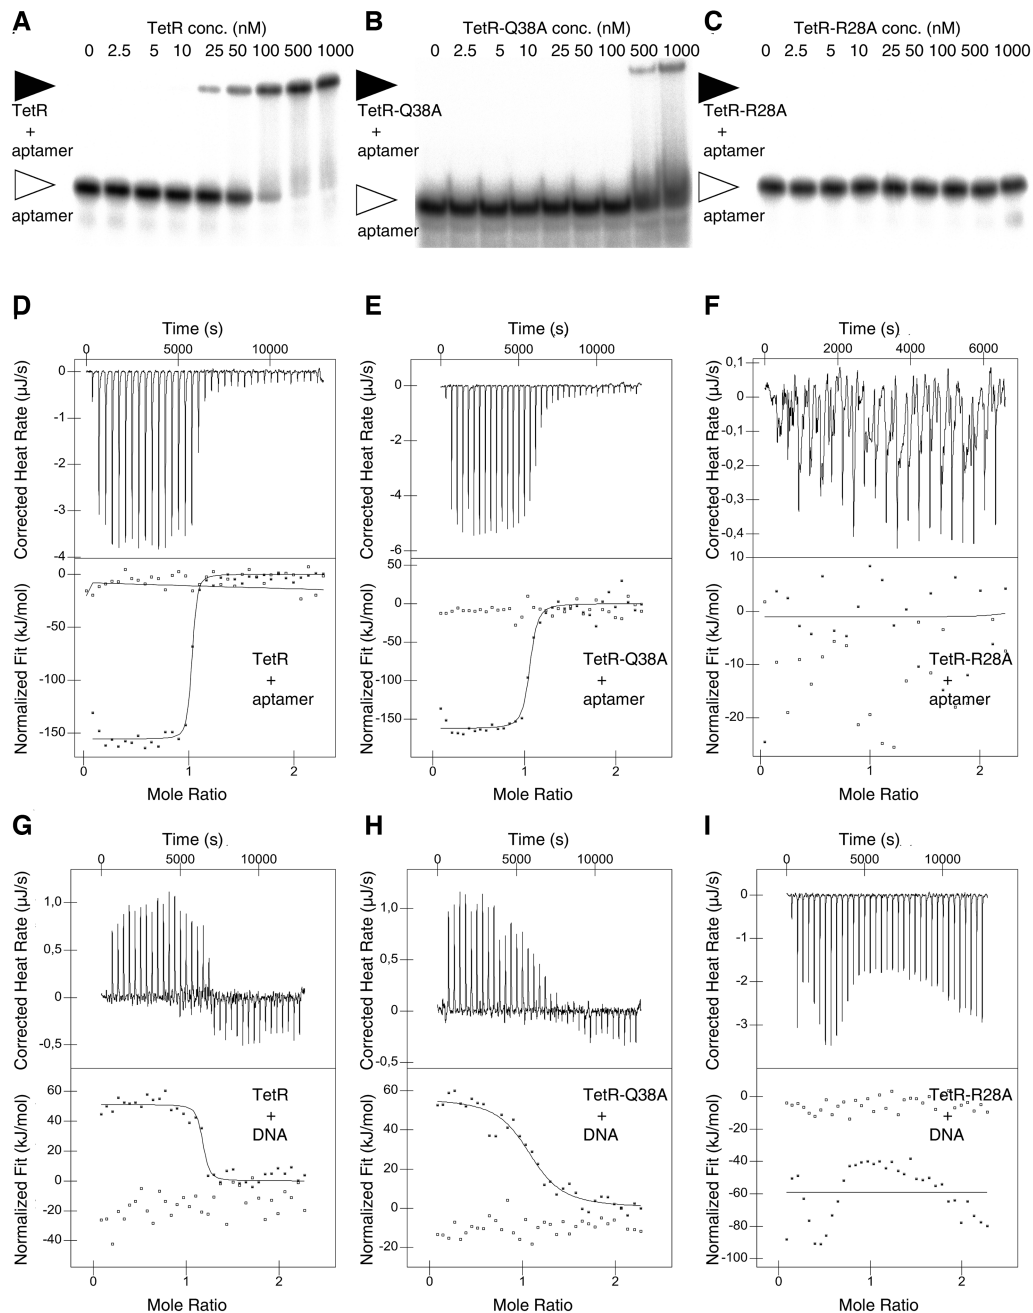 A
TetR conc. (nM)
0 2.5 5 10 25 50 100 500 1000
TetR
+
aptamer
aptamer
B
TetR-Q38A conc. (nM)
0 2.5 5 10 25 50 100 500 1000
TetR-Q38A
+
aptamer
aptamer
C
TetR-R28A conc. (nM)
0 2.5 5 10 25 50 100 500 1000
TetR-R28A
+
aptamer
aptamer
D
Time (s)
0 5000 10000
Corrected Heat Rate (µJ/s)
0
-1
-2
-3
-4
Normalized Fit (kJ/mol)
0
-50
-100
-150
TetR
+
aptamer
0 1 2
Mole Ratio
E
Time (s)
0 5000 10000
Corrected Heat Rate (µJ/s)
0
-2
-4
-6
Normalized Fit (kJ/mol)
50
0
-50
-100
-150
TetR-Q38A
+
aptamer
0 1 2
Mole Ratio
F
Time (s)
0 2000 4000 6000
Corrected Heat Rate (µJ/s)
0,1
0
-0,1
-0,2
-0,3
-0,4
Normalized Fit (kJ/mol)
10
0
-10
-20
TetR-R28A
+
aptamer
0 1 2
Mole Ratio
G
Time (s)
0 5000 10000
Corrected Heat Rate (µJ/s)
1,0
0,5
0
-0,5
Normalized Fit (kJ/mol)
60
40
20
0
-20
-40
TetR
+
DNA
0 1 2
Mole Ratio
H
Time (s)
0 5000 10000
Corrected Heat Rate (µJ/s)
1,0
0,5
0
-0,5
Normalized Fit (kJ/mol)
60
40
20
0
-20
TetR-Q38A
+
DNA
0 1 2
Mole Ratio
I
Time (s)
0 5000 10000
Corrected Heat Rate (µJ/s)
0
-1
-2
-3
Normalized Fit (kJ/mol)
0
-20
-40
-60
-80
-100
TetR-R28A
+
DNA
0 1 2
Mole Ratio